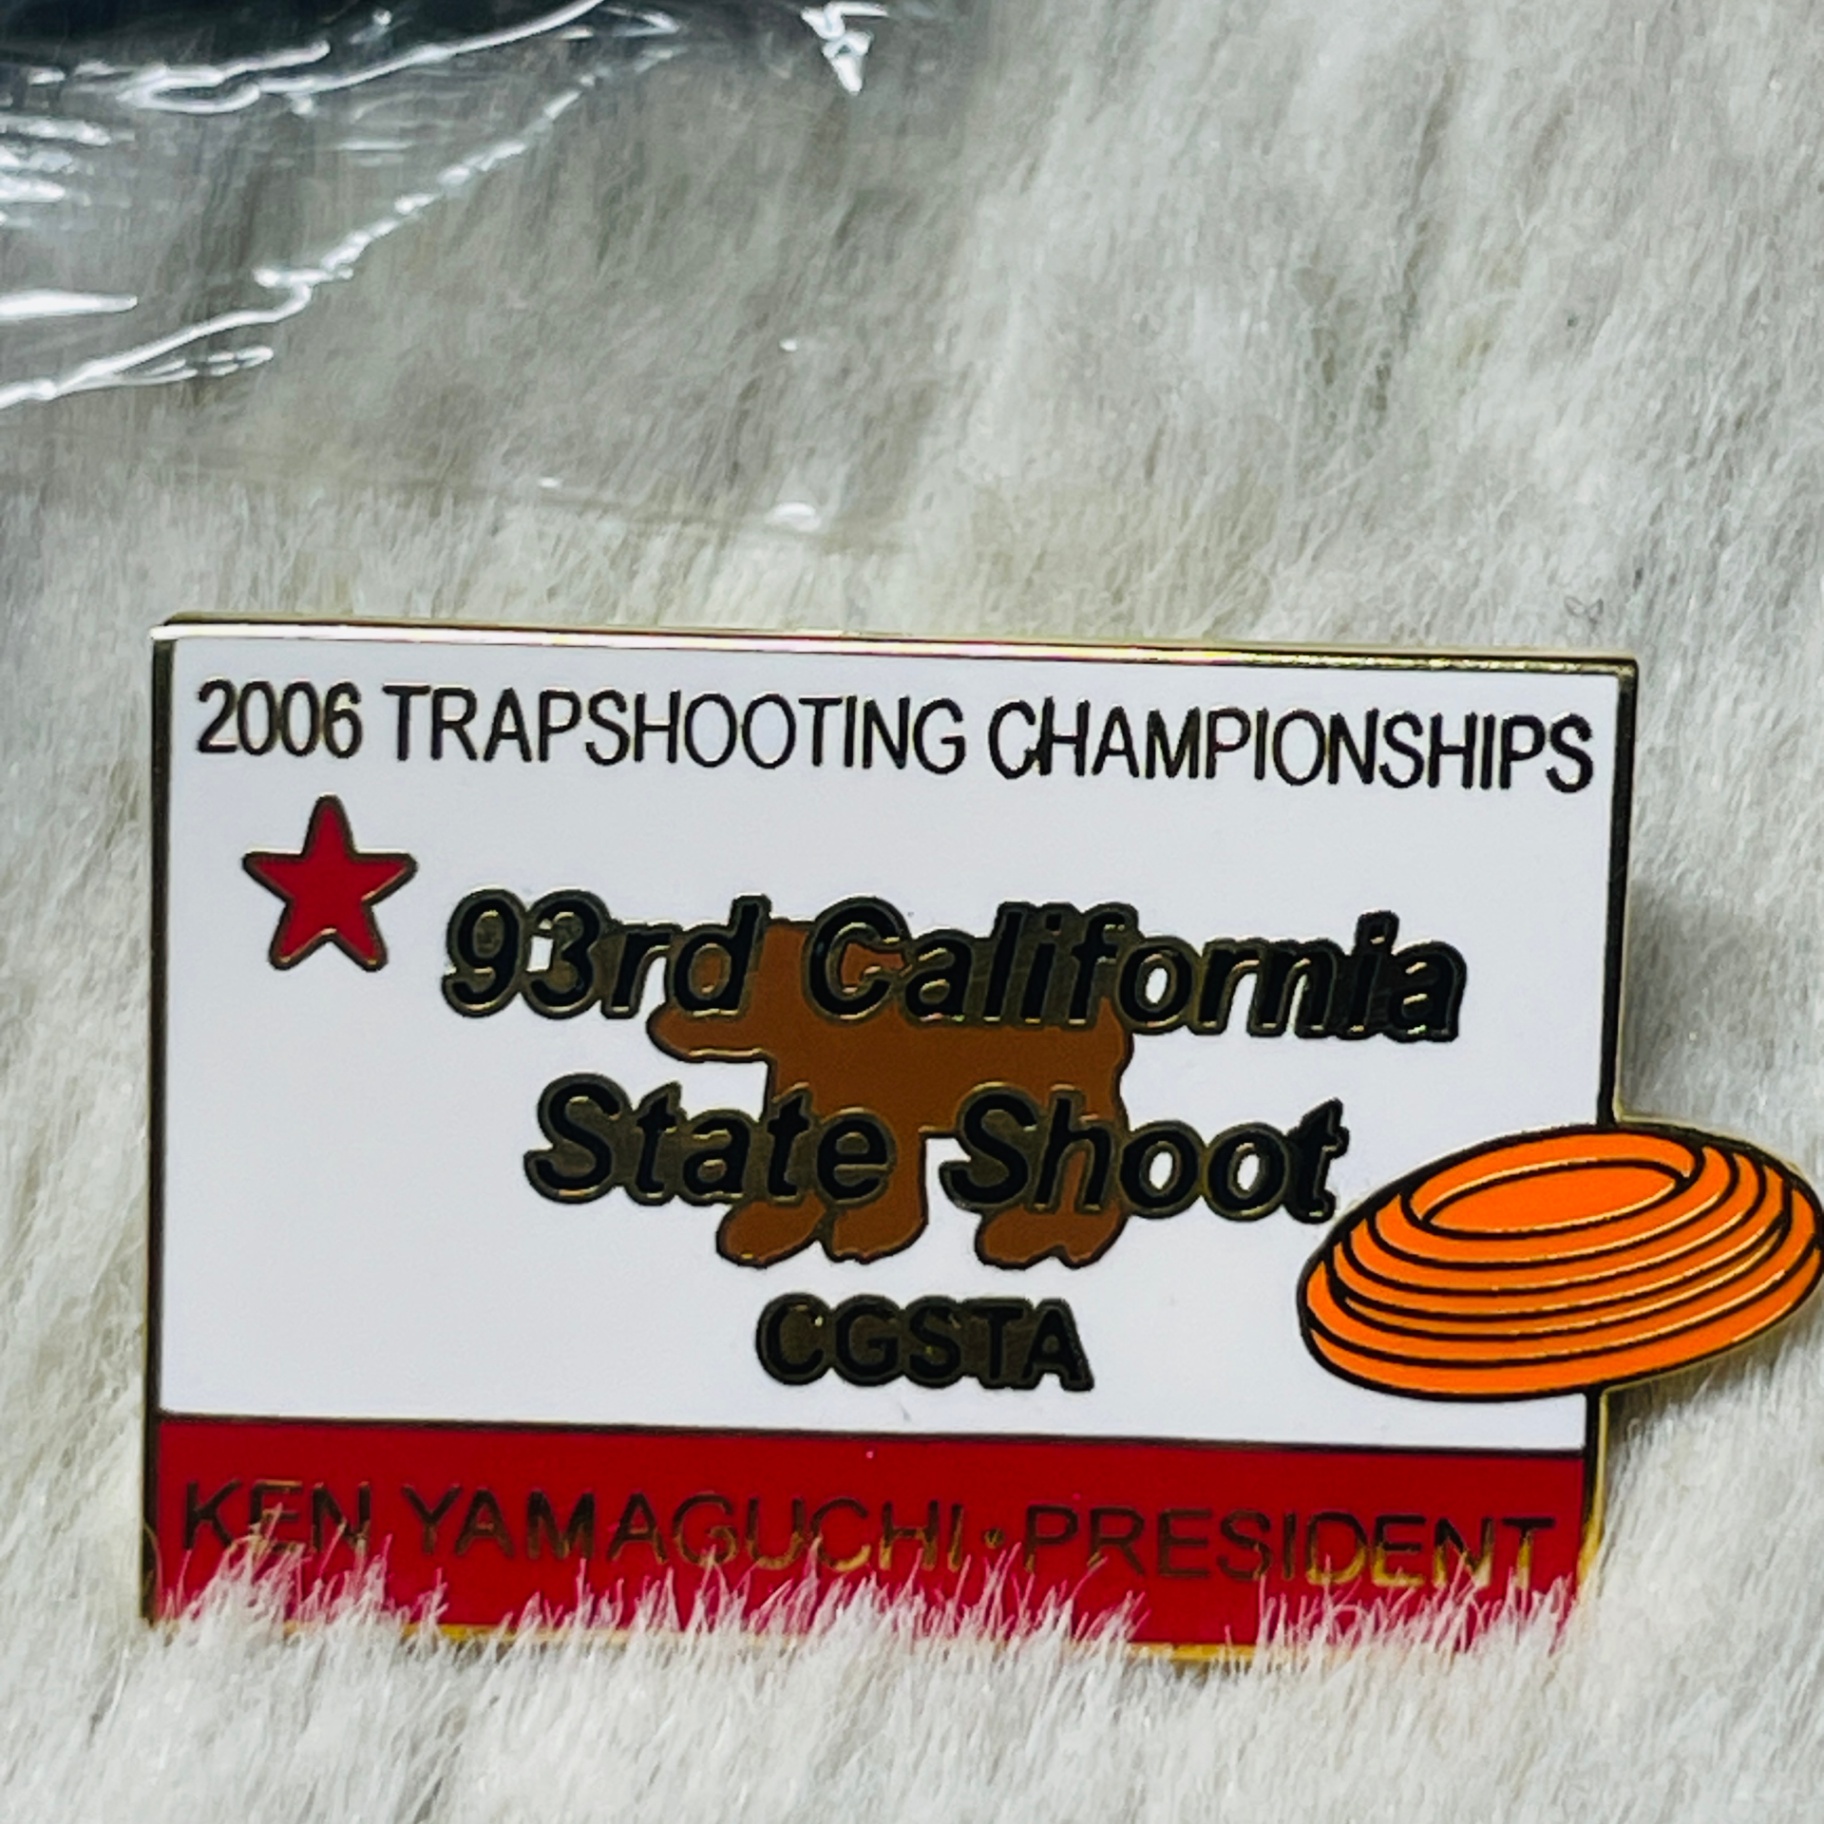 2006 TRAPSHOOTING CHAMPIONSHIPS
93rd California
State Shoot
CGSTA
KEN YAMAGUCHI • PRESIDENT